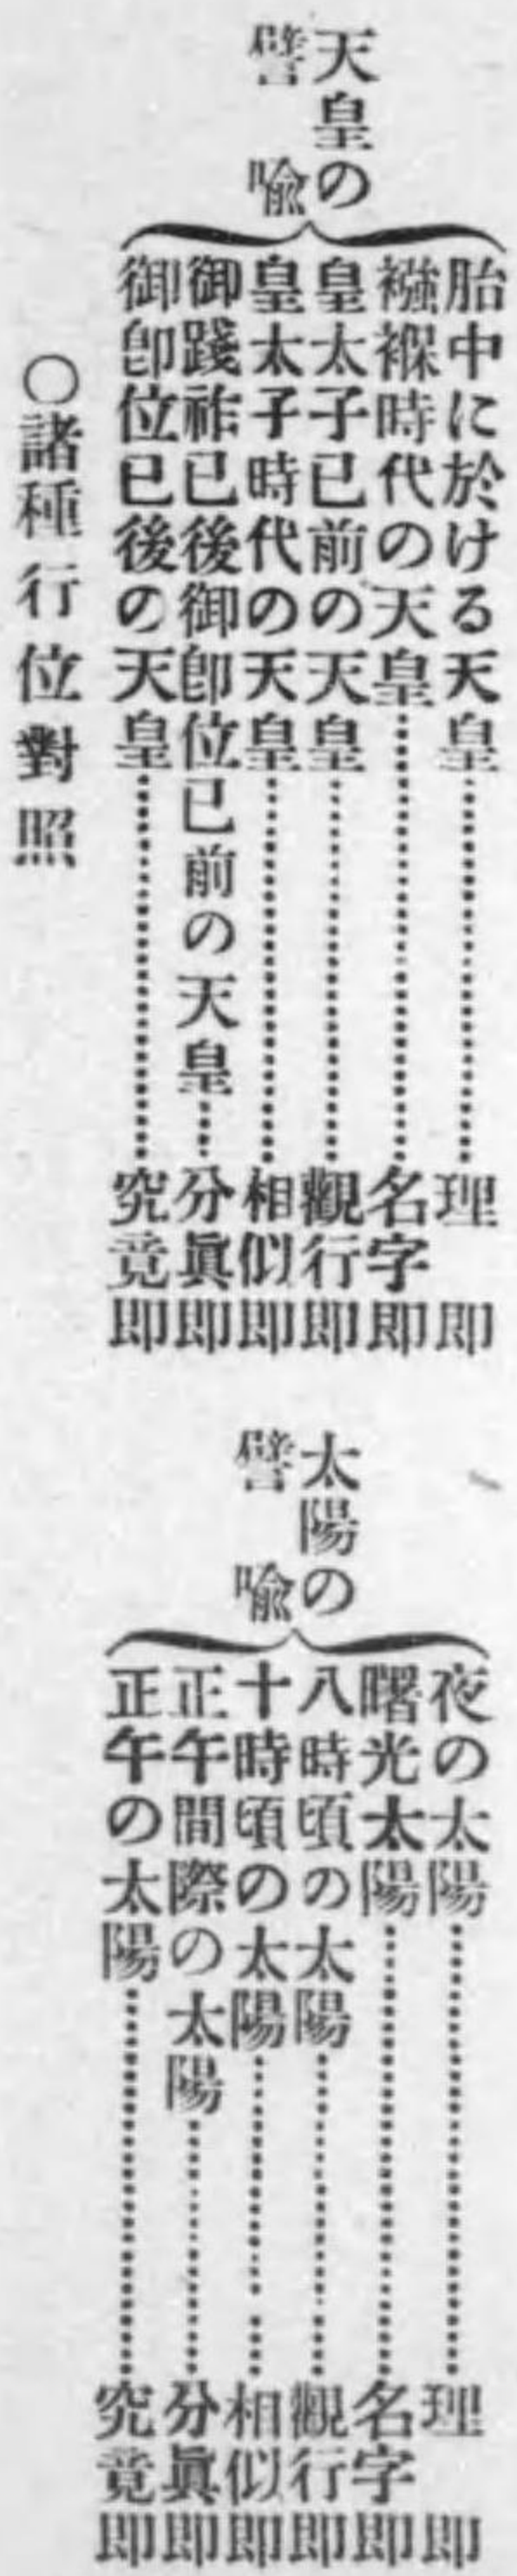 天皇の
譬喩
胎中に於ける天皇……………理即
襁褓時代の天皇……………名字即
皇太子已前の天皇……………觀行即
皇太子時代の天皇……………相似即
御踐祚已後御卽位已前の天皇……分眞即
御卽位已後の天皇……………究竟即
太陽の
譬喩
夜の太陽……………理即
曙光太陽……………名字即
八時頃の太陽……………觀行即
十時頃の太陽……………相似即
正午間際の太陽……………分眞即
正午の太陽……………究竟即
〇諸種行位對照